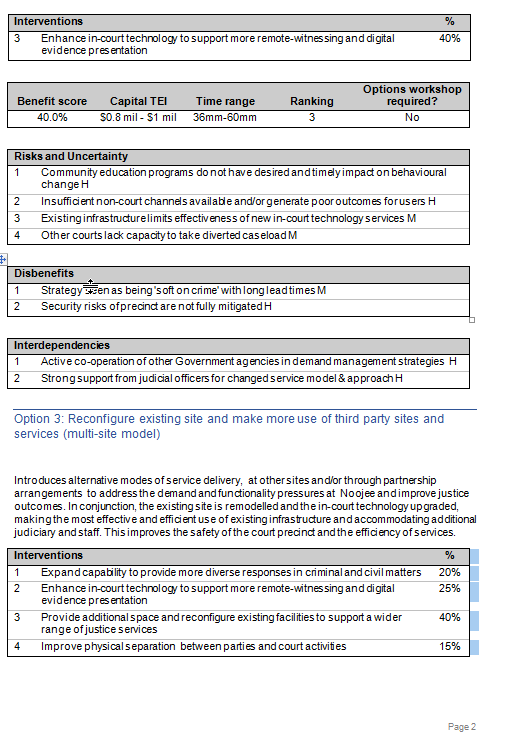 Interventions %
3 Enhance in-court technology to support more remote-witnessing and digital 40%
evidence presentation
Options workshop
Benefit score Capital TEI Time range Ranking required?
40.0% $0.8 mil - $1 mil 36mm-60mm 3 No
Risks and Uncertainty
1 Community education programs do not have desired and timely impact on behavioural
change H
2 Insufficient non-court channels available and/or generate poor outcomes for users H
3 Existing infrastructure limits effectiveness of new in-court technology services M
4 Other courts lack capacity to take diverted caseload M
Disbenefits
1 Strategy seen as being 'soft on crime' with long lead times M
2 Security risks of precinct are not fully mitigated H
Interdependencies
1 Active co-operation of other Government agencies in demand management strategies H
2 Strong support from judicial officers for changed service model & approach H
Option 3: Reconfigure existing site and make more use of third party sites and
services (multi-site model)
Introduces alternative modes of service delivery, at other sites and/or through partnership
arrangements to address the demand and functionality pressures at Noojee and improve justice
outcomes. In conjunction, the existing site is remodelled and the in-court technology upgraded,
making the most effective and efficient use of existing infrastructure and accommodating additional
judiciary and staff. This improves the safety of the court precinct and the efficiency of services.
Interventions %
1 Expand capability to provide more diverse responses in criminal and civil matters 20%
2 Enhance in-court technology to support more remote-witnessing and digital 25%
evidence presentation
3 Provide additional space and reconfigure existing facilities to support a wider 40%
range of justice services
4 Improve physical separation between parties and court activities 15%
Page 2